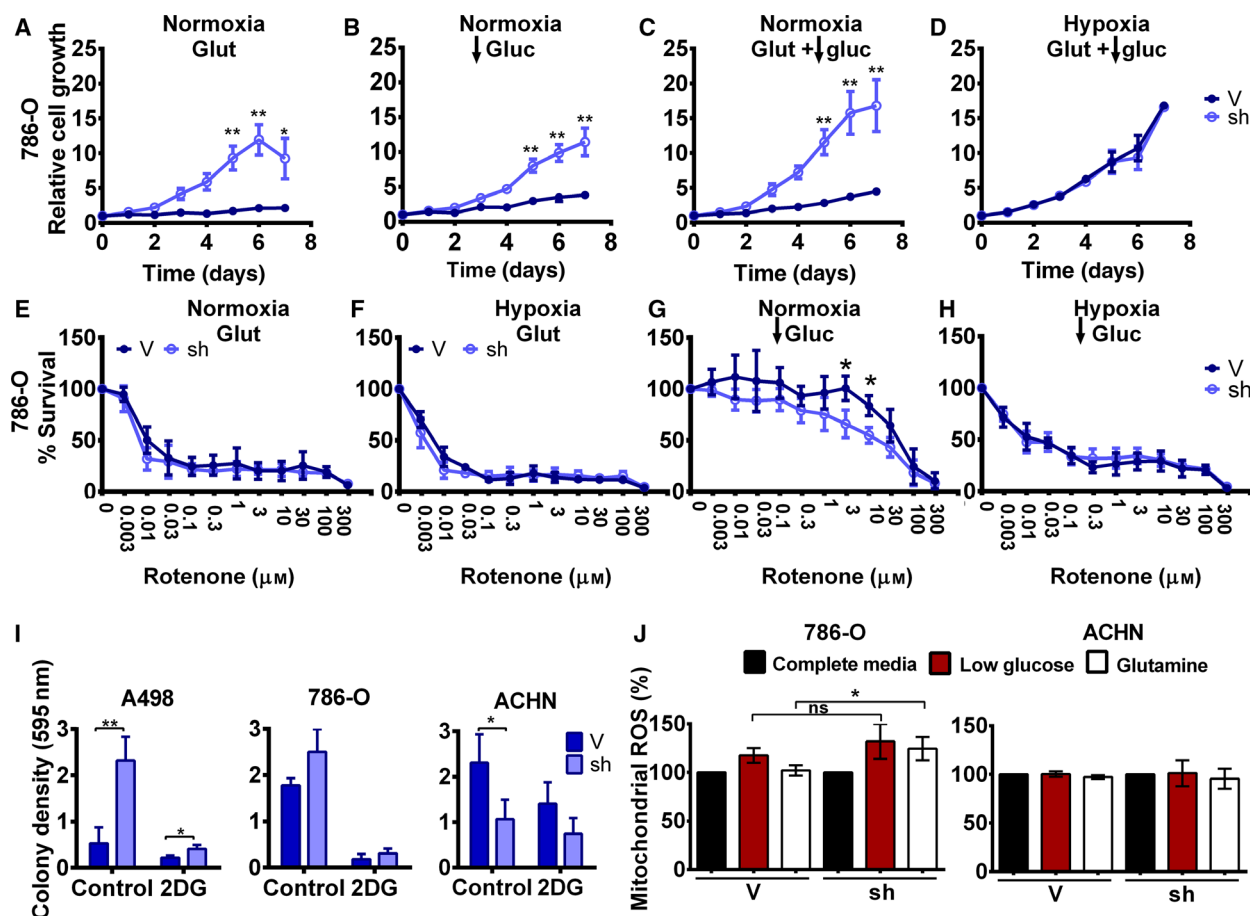 A Normoxia Glut
B Normoxia ↓ Gluc
C Normoxia Glut + ↓ gluc
D Hypoxia Glut + ↓ gluc
786-O
Relative cell growth
25 20 15 10 5 0
** ** *
0 2 4 6 8
Time (days)
25 20 15 10 5 0
** ** **
0 2 4 6 8
Time (days)
25 20 15 10 5 0
** ** **
0 2 4 6 8
Time (days)
25 20 15 10 5 0
0 2 4 6 8
Time (days)
V
sh
E Normoxia Glut
F Hypoxia Glut
G Normoxia ↓ Gluc
H Hypoxia ↓ Gluc
786-O
% Survival
150 100 50 0
V sh
0 0.003 0.01 0.03 0.1 0.3 1 3 10 30 100 300
Rotenone (μM)
150 100 50 0
V sh
0 0.003 0.01 0.03 0.1 0.3 1 3 10 30 100 300
Rotenone (μM)
150 100 50 0
* *
0 0.003 0.01 0.03 0.1 0.3 1 3 10 30 100 300
Rotenone (μM)
150 100 50 0
V
sh
0 0.003 0.01 0.03 0.1 0.3 1 3 10 30 100 300
Rotenone (μM)
I
Colony density (595 nm)
A498
3 2 1 0
** *
Control 2DG
786-O
3 2 1 0
Control 2DG
ACHN
3 2 1 0
*
V
sh
Control 2DG
J 786-O ACHN
Complete media Low glucose Glutamine
Mitochondrial ROS (%)
150 100 50 0
ns *
V sh
150 100 50 0
V sh